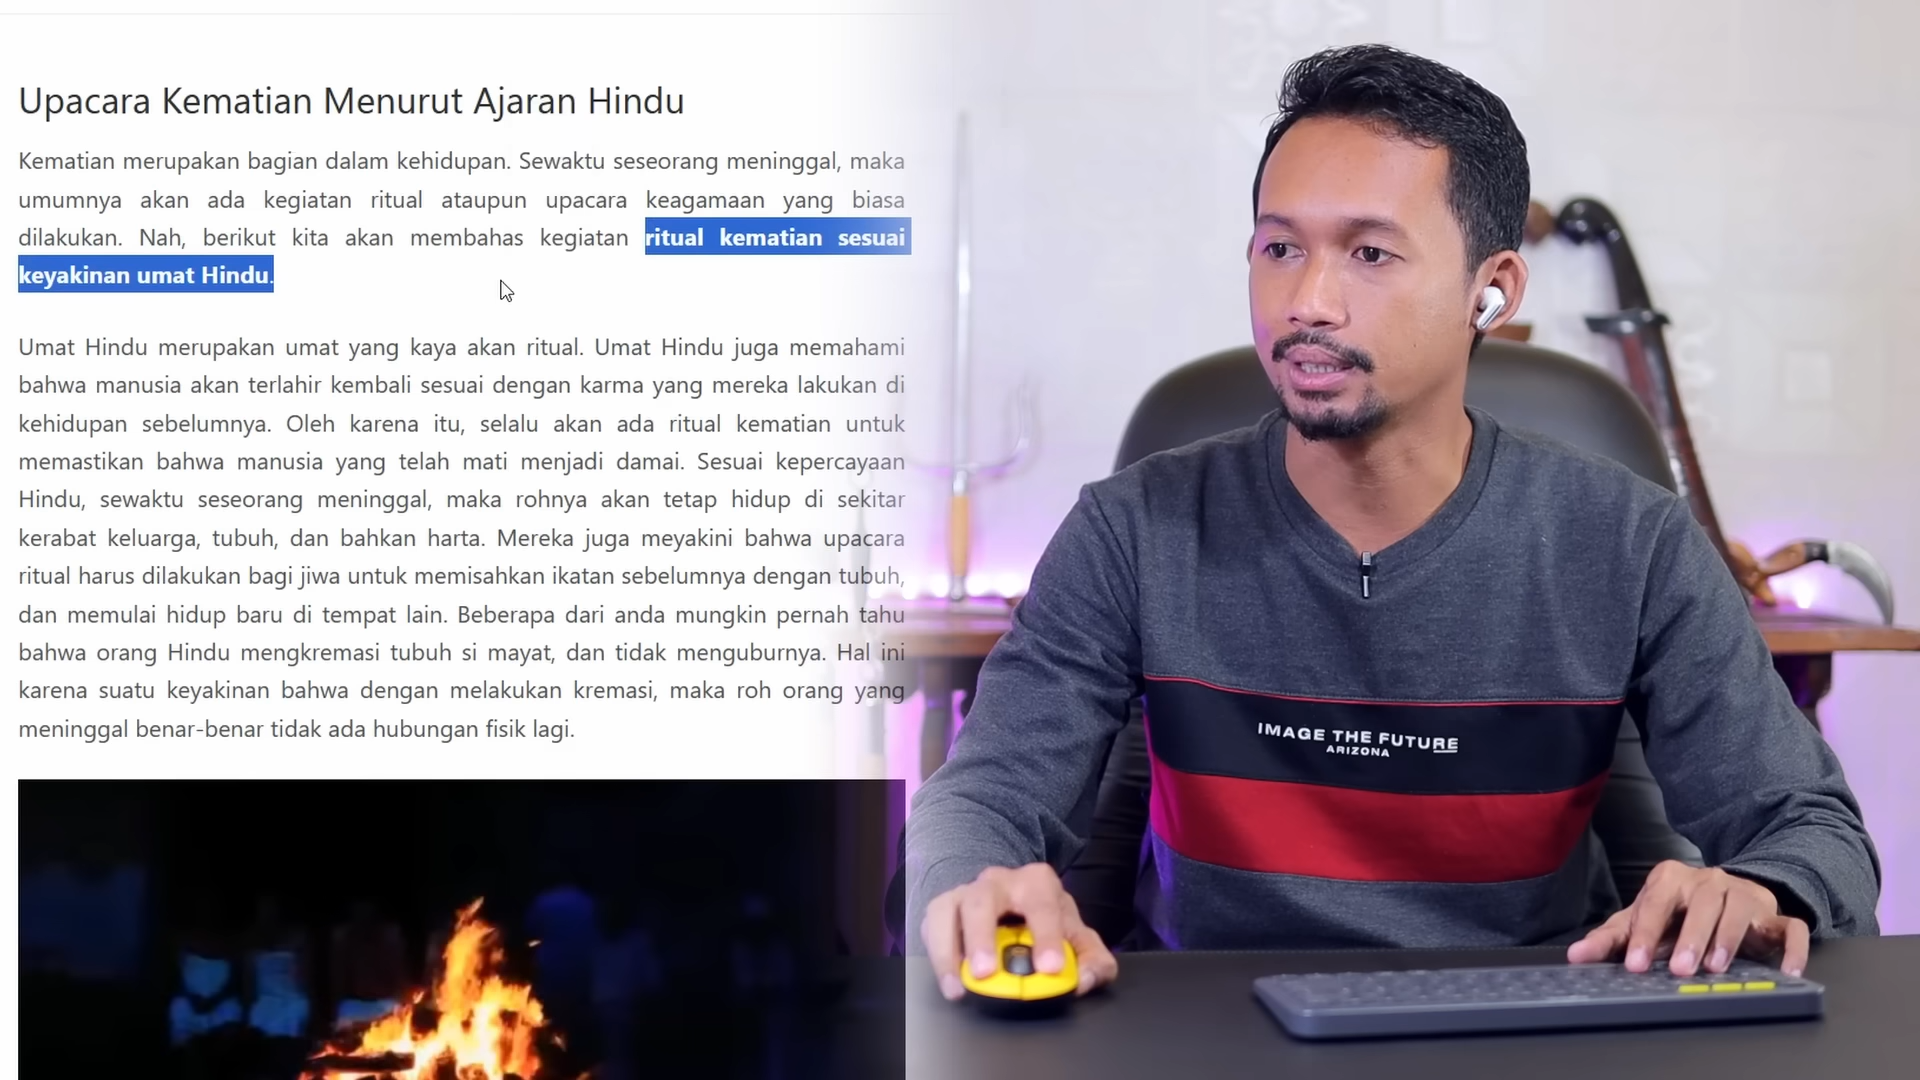 Upacara Kematian Menurut Ajaran Hindu
Kematian merupakan bagian dalam kehidupan. Sewaktu seseorang meninggal, maka
umumnya akan ada kegiatan ritual ataupun upacara keagamaan yang biasa
dilakukan. Nah, berikut kita akan membahas kegiatan ritual kematian sesuai
keyakinan umat Hindu.
Umat Hindu merupakan umat yang kaya akan ritual. Umat Hindu juga memahami
bahwa manusia akan terlahir kembali sesuai dengan karma yang mereka lakukan di
kehidupan sebelumnya. Oleh karena itu, selalu akan ada ritual kematian untuk
memastikan bahwa manusia yang telah mati menjadi damai. Sesuai kepercayaan
Hindu, sewaktu seseorang meninggal, maka rohnya akan tetap hidup di sekitar
kerabat keluarga, tubuh, dan bahkan harta. Mereka juga meyakini bahwa upacara
ritual harus dilakukan bagi jiwa untuk memisahkan ikatan sebelumnya dengan tubuh,
dan memulai hidup baru di tempat lain. Beberapa dari anda mungkin pernah tahu
bahwa orang Hindu mengkremasi tubuh si mayat, dan tidak menguburnya. Hal ini
karena suatu keyakinan bahwa dengan melakukan kremasi, maka roh orang yang
meninggal benar-benar tidak ada hubungan fisik lagi.
IMAGE THE FUTURE
ARIZONA